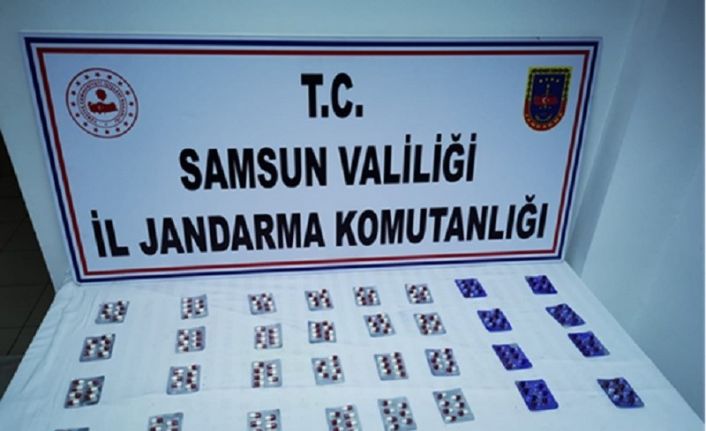 T.C.
SAMSUN VALİLİĞİ
İL JANDARMA KOMUTANLIĞI